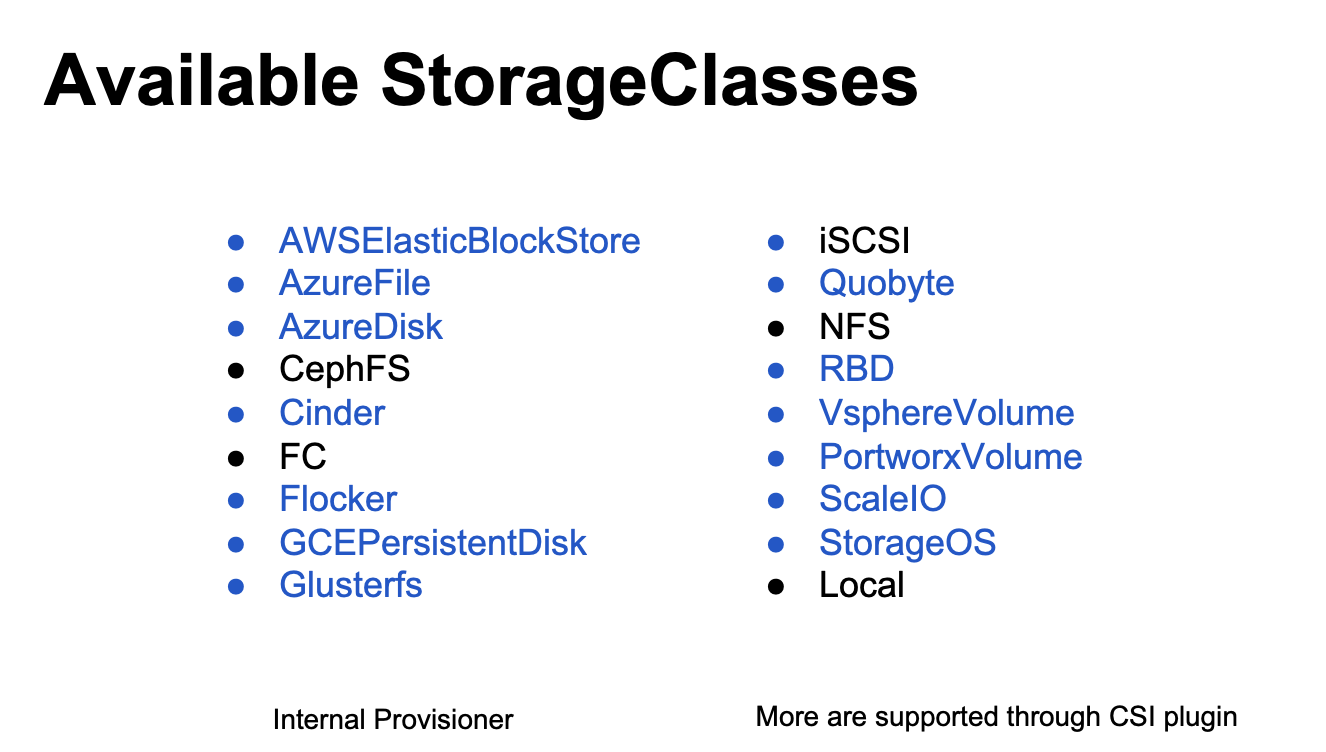 Available StorageClasses
● AWSElasticBlockStore
● AzureFile
● AzureDisk
● CephFS
● Cinder
● FC
● Flocker
● GCEPersistentDisk
● Glusterfs
● iSCSI
● Quobyte
● NFS
● RBD
● VsphereVolume
● PortworxVolume
● ScaleIO
● StorageOS
● Local
Internal Provisioner
More are supported through CSI plugin